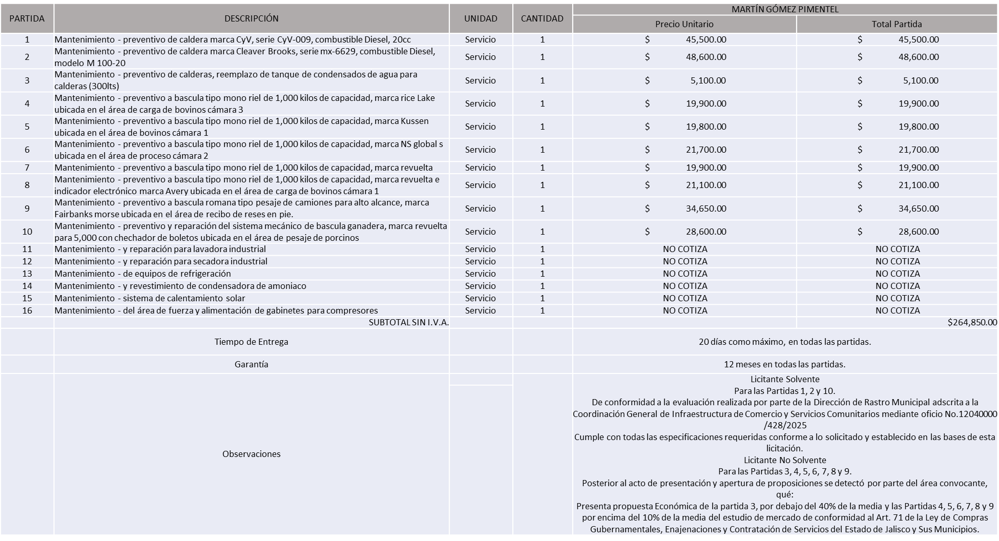 PARTIDA DESCRIPCIÓN UNIDAD CANTIDAD MARTÍN GÓMEZ PIMENTEL
Precio Unitario Total Partida
1 Mantenimiento - preventivo de caldera marca CyV, serie CyV-009, combustible Diesel, 20cc Servicio 1 $ 45,500.00 $ 45,500.00
2 Mantenimiento - preventivo de caldera marca Cleaver Brooks, serie mx-6629, combustible Diesel,
modelo M 100-20 Servicio 1 $ 48,600.00 $ 48,600.00
3 Mantenimiento - preventivo de calderas, reemplazo de tanque de condensados de agua para
calderas (300lts) Servicio 1 $ 5,100.00 $ 5,100.00
4 Mantenimiento - preventivo a bascula tipo mono riel de 1,000 kilos de capacidad, marca rice Lake
ubicada en el área de carga de bovinos cámara 3 Servicio 1 $ 19,900.00 $ 19,900.00
5 Mantenimiento - preventivo a bascula tipo mono riel de 1,000 kilos de capacidad, marca Kussen
ubicada en el área de bovinos cámara 1 Servicio 1 $ 19,800.00 $ 19,800.00
6 Mantenimiento - preventivo a bascula tipo mono riel de 1,000 kilos de capacidad, marca NS global s
ubicada en el área de proceso cámara 2 Servicio 1 $ 21,700.00 $ 21,700.00
7 Mantenimiento - preventivo a bascula tipo mono riel de 1,000 kilos de capacidad, marca revuelta Servicio 1 $ 19,900.00 $ 19,900.00
8 Mantenimiento - preventivo a bascula tipo mono riel de 1,000 kilos de capacidad, marca revuelta e
indicador electrónico marca Avery ubicada en el área de carga de bovinos cámara 1 Servicio 1 $ 21,100.00 $ 21,100.00
9 Mantenimiento - preventivo a bascula romana tipo pesaje de camiones para alto alcance, marca
Fairbanks morse ubicada en el área de recibo de reses en pie. Servicio 1 $ 34,650.00 $ 34,650.00
10 Mantenimiento - preventivo y reparación del sistema mecánico de bascula ganadera, marca revuelta
para 5,000 con chechador de boletos ubicada en el área de pesaje de porcinos Servicio 1 $ 28,600.00 $ 28,600.00
11 Mantenimiento - y reparación para lavadora industrial Servicio 1 NO COTIZA NO COTIZA
12 Mantenimiento - y reparación para secadora industrial Servicio 1 NO COTIZA NO COTIZA
13 Mantenimiento - de equipos de refrigeración Servicio 1 NO COTIZA NO COTIZA
14 Mantenimiento - y revestimiento de condensadora de amoniaco Servicio 1 NO COTIZA NO COTIZA
15 Mantenimiento - sistema de calentamiento solar Servicio 1 NO COTIZA NO COTIZA
16 Mantenimiento - del área de fuerza y alimentación de gabinetes para compresores Servicio 1 NO COTIZA NO COTIZA
SUBTOTAL SIN I.V.A. $264,850.00
Tiempo de Entrega 20 días como máximo, en todas las partidas.
Garantía 12 meses en todas las partidas.
Observaciones
Licitante Solvente
Para las Partidas 1, 2 y 10.
De conformidad a la evaluación realizada por parte de la Dirección de Rastro Municipal adscrita a la
Coordinación General de Infraestructura de Comercio y Servicios Comunitarios mediante oficio No.12040000
/428/2025
Cumple con todas las especificaciones requeridas conforme a lo solicitado y establecido en las bases de esta
licitación.
Licitante No Solvente
Para las Partidas 3, 4, 5, 6, 7, 8 y 9.
Posterior al acto de presentación y apertura de proposiciones se detectó por parte del área convocante,
qué:
Presenta propuesta Económica de la partida 3, por debajo del 40% de la media y las Partidas 4, 5, 6, 7, 8 y 9
por encima del 10% de la media del estudio de mercado de conformidad al Art. 71 de la Ley de Compras
Gubernamentales, Enajenaciones y Contratación de Servicios del Estado de Jalisco y Sus Municipios.